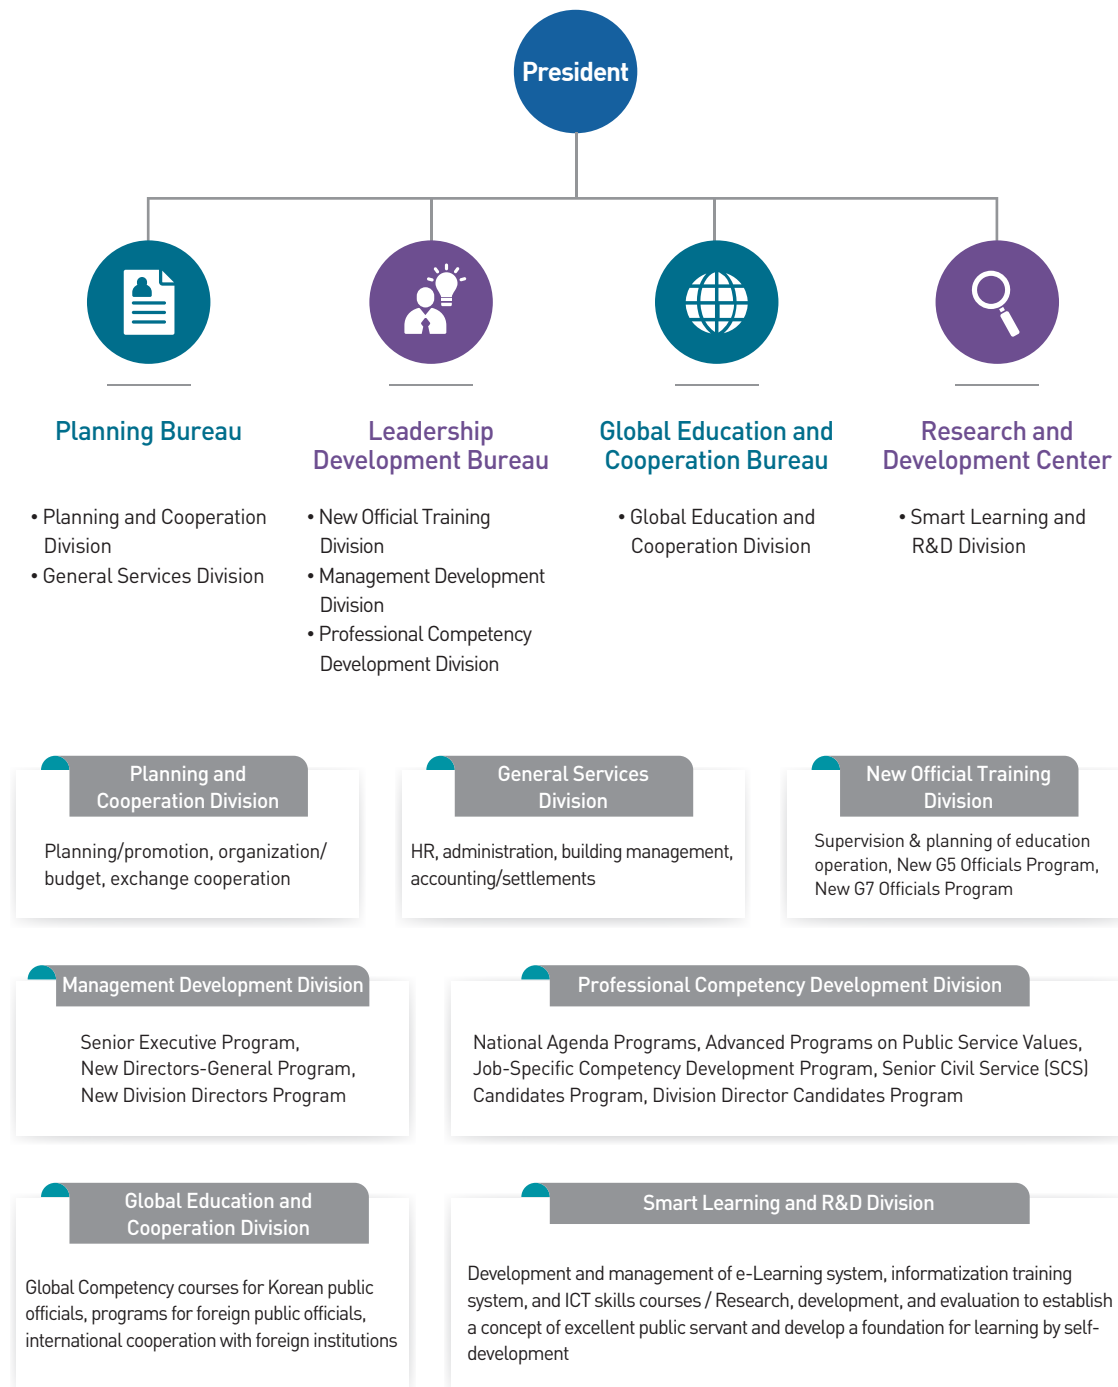 President
Planning Bureau
Leadership
Development Bureau
Global Education and
Cooperation Bureau
Research and
Development Center
• Planning and Cooperation
Division
• General Services Division
• New Official Training
Division
• Management Development
Division
• Professional Competency
Development Division
• Global Education and
Cooperation Division
• Smart Learning and
R&D Division
Planning and
Cooperation Division
Planning/promotion, organization/
budget, exchange cooperation
General Services
Division
HR, administration, building management,
accounting/settlements
New Official Training
Division
Supervision & planning of education
operation, New G5 Officials Program,
New G7 Officials Program
Management Development Division
Senior Executive Program,
New Directors-General Program,
New Division Directors Program
Professional Competency Development Division
National Agenda Programs, Advanced Programs on Public Service Values,
Job-Specific Competency Development Program, Senior Civil Service (SCS)
Candidates Program, Division Director Candidates Program
Global Education and
Cooperation Division
Global Competency courses for Korean public
officials, programs for foreign public officials,
international cooperation with foreign institutions
Smart Learning and R&D Division
Development and management of e-Learning system, informatization training
system, and ICT skills courses / Research, development, and evaluation to establish
a concept of excellent public servant and develop a foundation for learning by self-
development